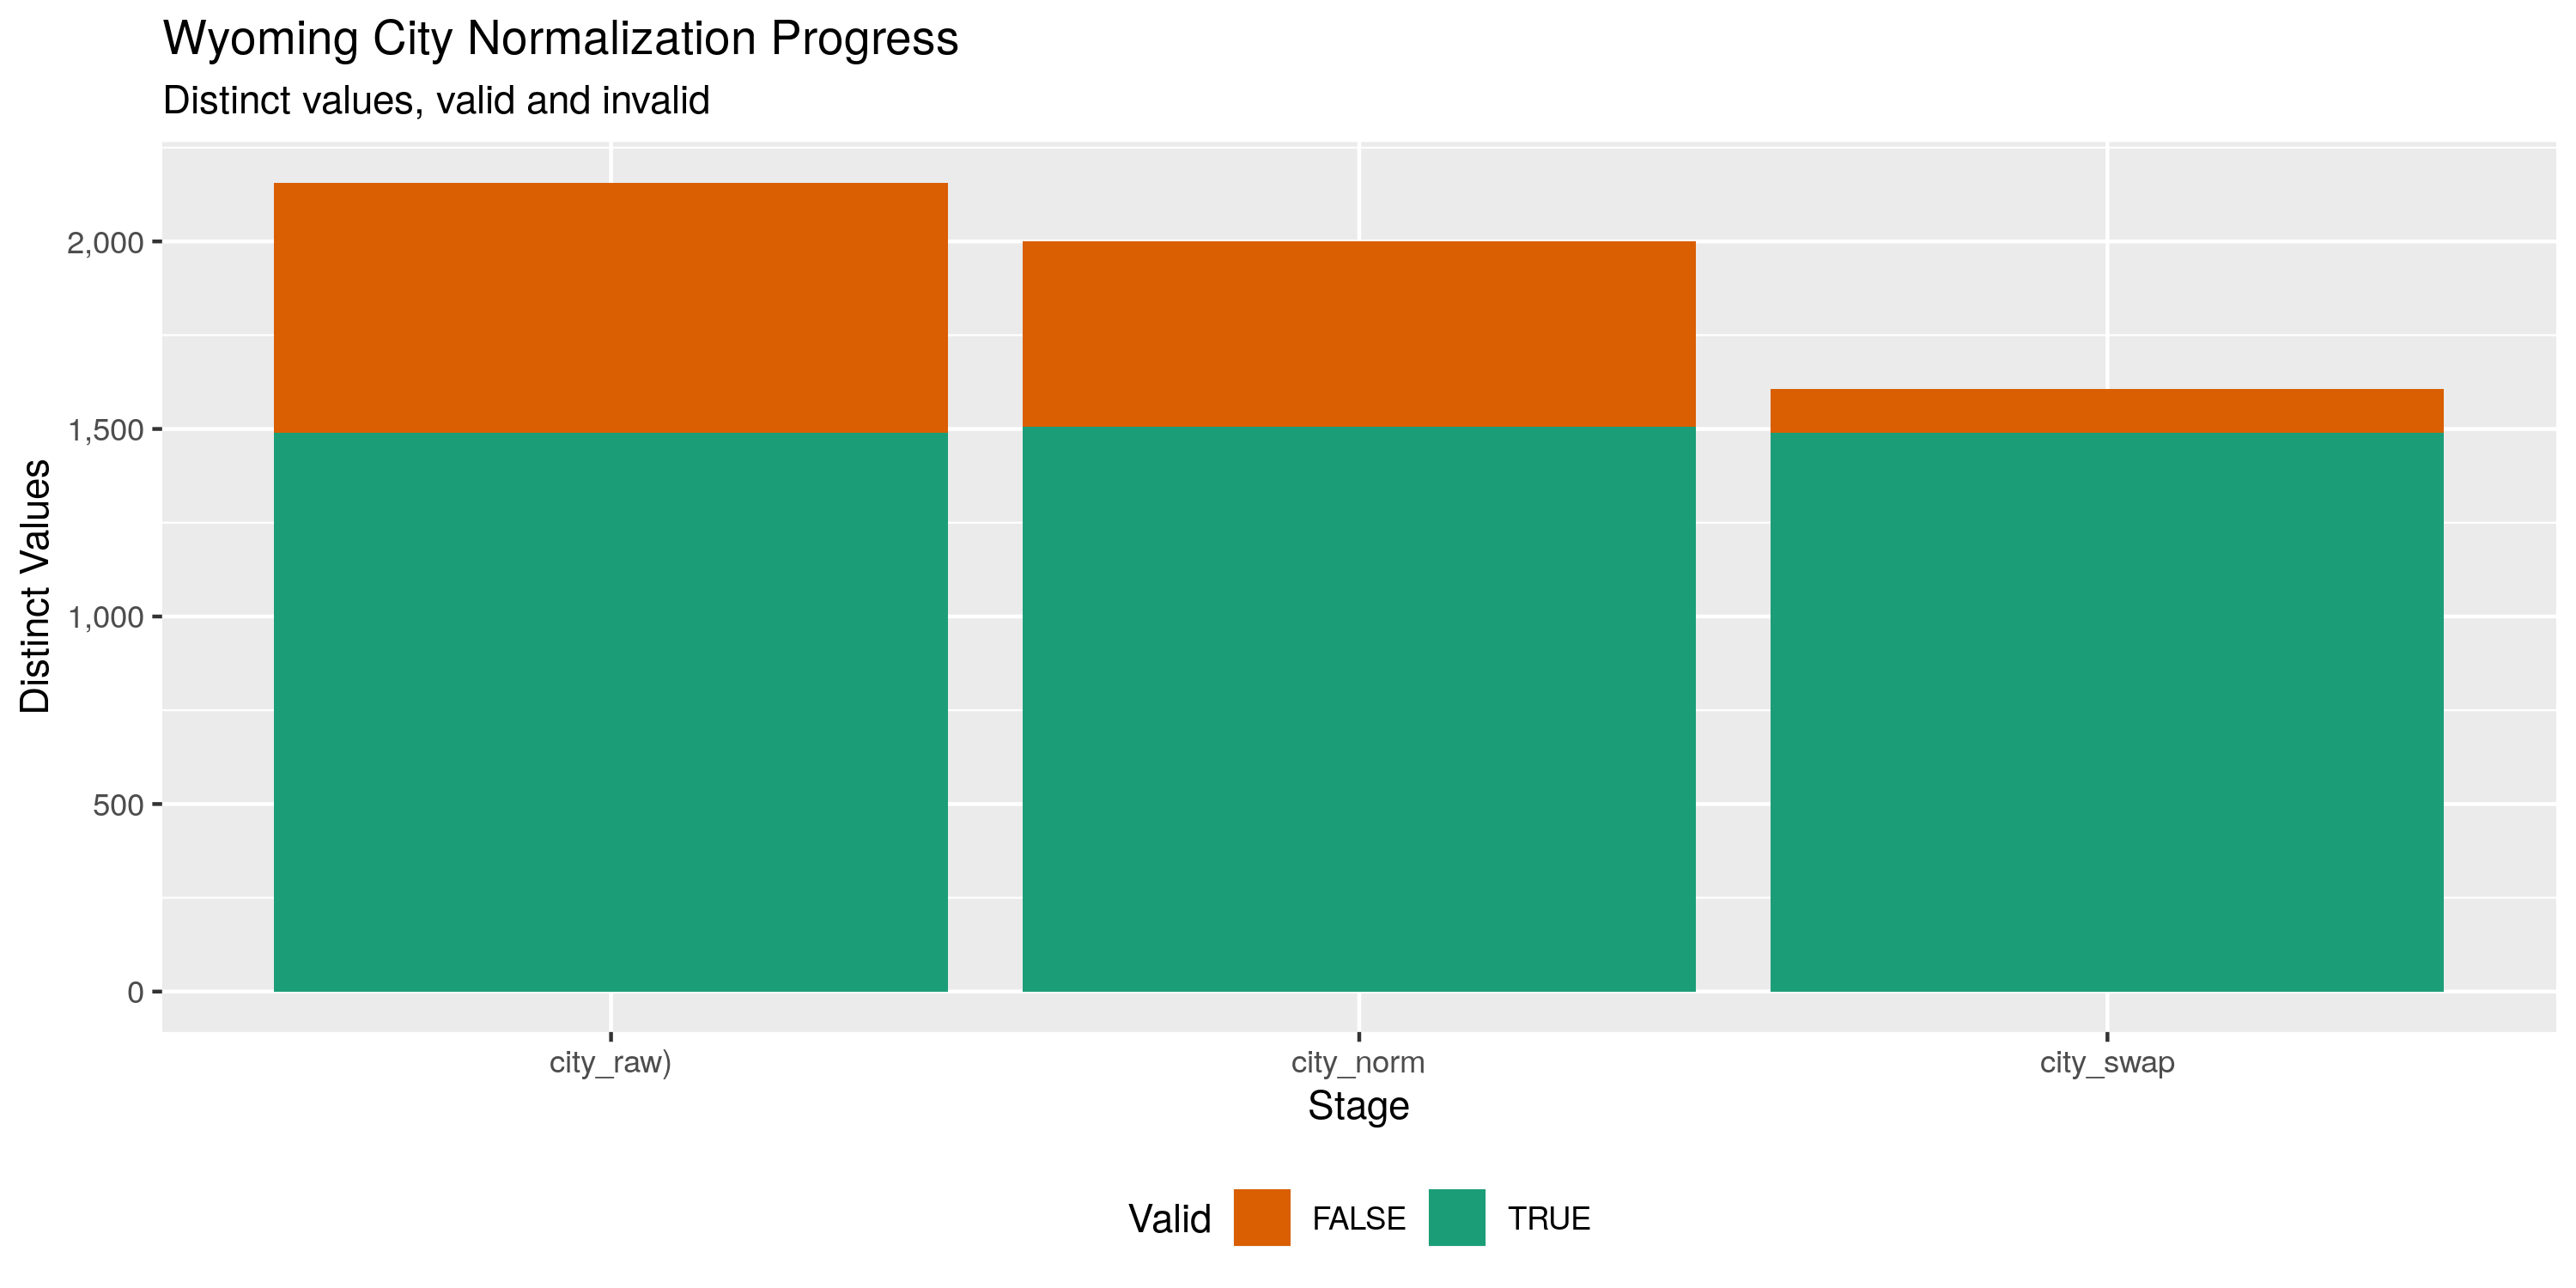 Wyoming City Normalization Progress
Distinct values, valid and invalid
Distinct Values
2,000
1,500
1,000
500
0
city_raw)
city_norm
city_swap
Stage
Valid
FALSE
TRUE